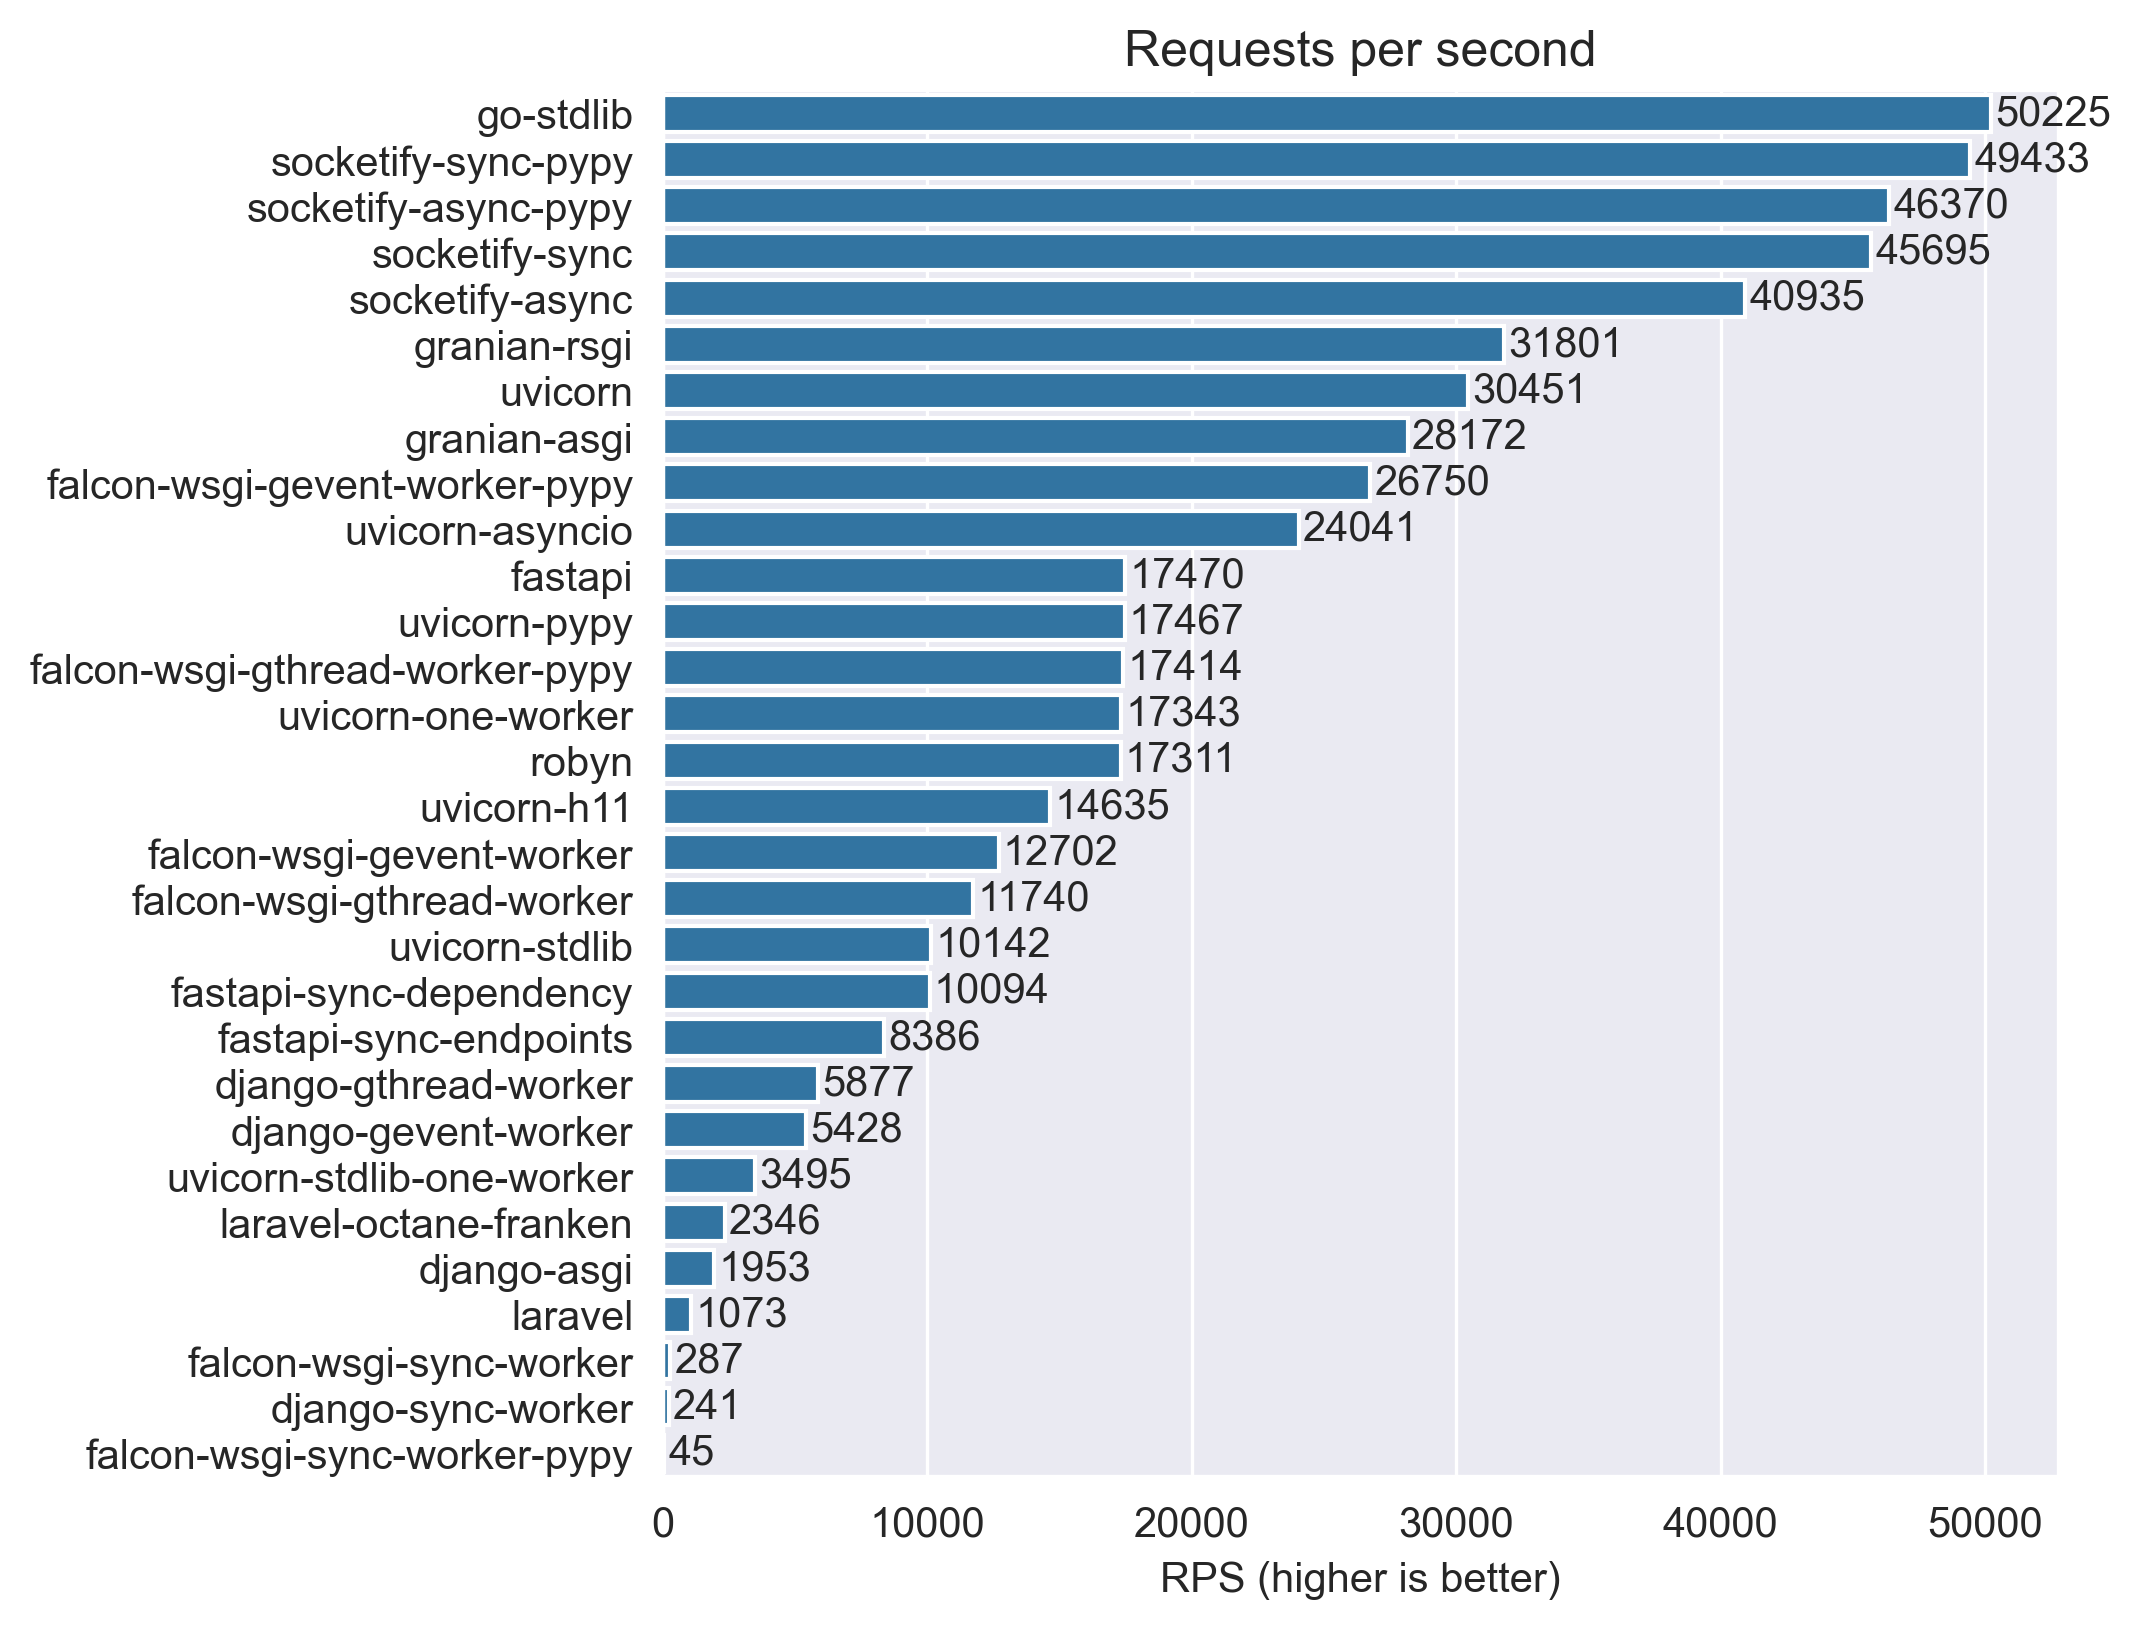 Requests per second
go-stdlib 50225
socketify-sync-pypy 49433
socketify-async-pypy 46370
socketify-sync 45695
socketify-async 40935
granian-rsgi 31801
uvicorn 30451
granian-asgi 28172
falcon-wsgi-gevent-worker-pypy 26750
uvicorn-asyncio 24041
fastapi 17470
uvicorn-pypy 17467
falcon-wsgi-gthread-worker-pypy 17414
uvicorn-one-worker 17343
robyn 17311
uvicorn-h11 14635
falcon-wsgi-gevent-worker 12702
falcon-wsgi-gthread-worker 11740
uvicorn-stdlib 10142
fastapi-sync-dependency 10094
fastapi-sync-endpoints 8386
django-gthread-worker 5877
django-gevent-worker 5428
uvicorn-stdlib-one-worker 3495
laravel-octane-franken 2346
django-asgi 1953
laravel 1073
falcon-wsgi-sync-worker 287
django-sync-worker 241
falcon-wsgi-sync-worker-pypy 45
0 10000 20000 30000 40000 50000
RPS (higher is better)